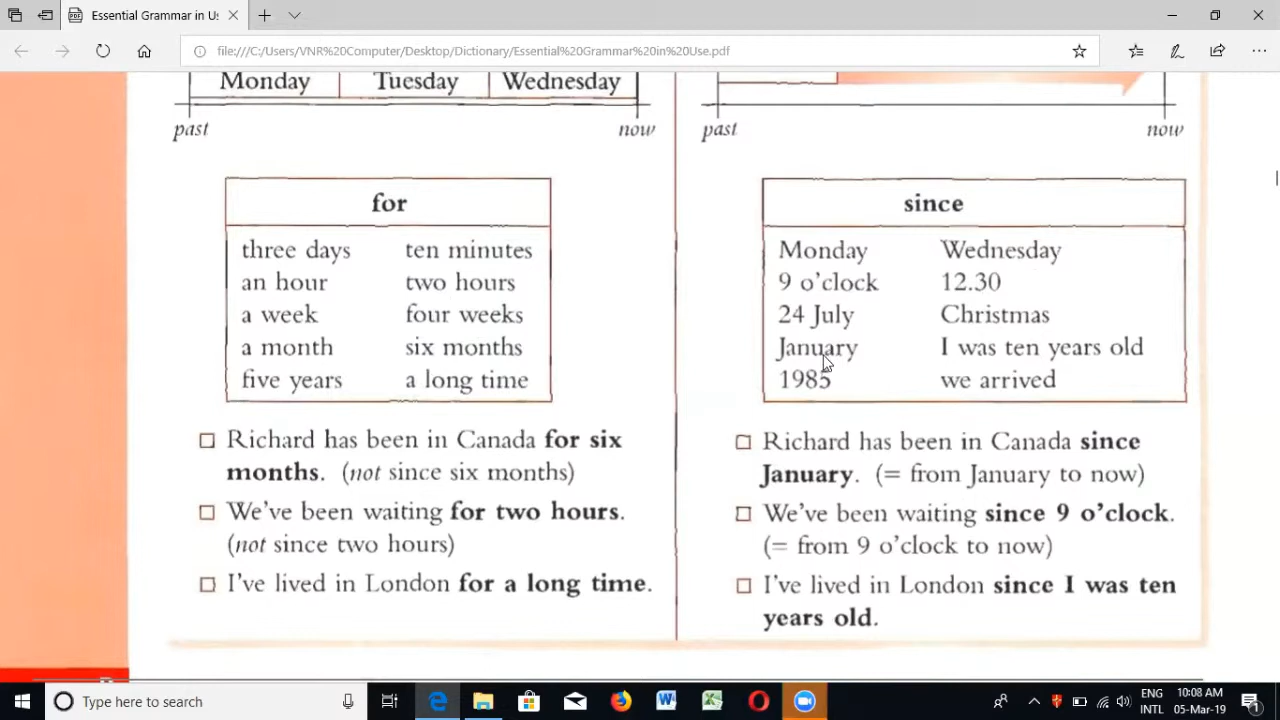 Essential Grammar in Us
file:///C:/Users/VNR%20Computer/Desktop/Dictionary/Essential%20Grammar%20in%20Use.pdf
Monday Tuesday Wednesday
past now
past now
for
three days ten minutes
an hour two hours
a week four weeks
a month six months
five years a long time
Richard has been in Canada for six
months. (not since six months)
We've been waiting for two hours.
(not since two hours)
I've lived in London for a long time.
since
Monday Wednesday
9 o'clock 12.30
24 July Christmas
January I was ten years old
1985 we arrived
Richard has been in Canada since
January. (= from January to now)
We've been waiting since 9 o'clock.
(= from 9 o'clock to now)
I've lived in London since I was ten
years old.
Type here to search
ENG 10:08 AM
INTL 05-Mar-19